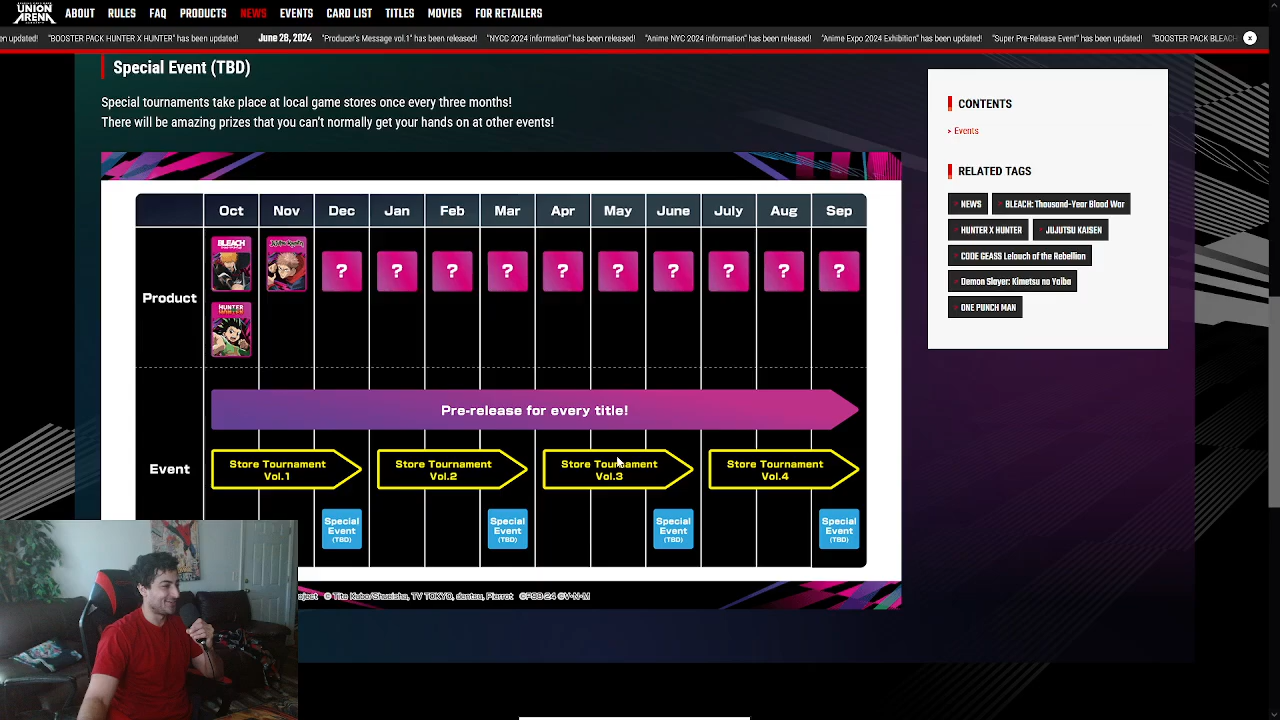 UNION
ARENA
ABOUT
RULES
FAQ
PRODUCTS
NEWS
EVENTS
CARD LIST
TITLES
MOVIES
FOR RETAILERS
en updated!
"BOOSTER PACK HUNTER X HUNTER" has been updated!
June 28, 2024
"Producer's Message vol.1" has been released!
"NYCC 2024 information" has been released!
"Anime NYC 2024 information" has been released!
"Anime Expo 2024 Exhibition" has been updated!
"Super Pre-Release Event" has been updated!
"BOOSTER PACK BLEACH
Special Event (TBD)
Special tournaments take place at local game stores once every three months!
There will be amazing prizes that you can't normally get your hands on at other events!
Oct Nov Dec Jan Feb Mar Apr May June July Aug Sep
Product
BLEACH
? ? ? ? ? ? ? ? ? ?
HUNTER
HUNTER
Pre-release for every title!
Event
Store Tournament
Vol.1
Store Tournament
Vol.2
Store Tournament
Vol.3
Store Tournament
Vol.4
Special
Event
(TBD)
Special
Event
(TBD)
Special
Event
(TBD)
Special
Event
(TBD)
oject © Tite Kubo/Shueisha, TV TOKYO, dentsu, Pierrot ©P98-24 ©V·N·M
CONTENTS
> Events
RELATED TAGS
> NEWS
> BLEACH: Thousand-Year Blood War
> HUNTER X HUNTER
> JUJUTSU KAISEN
> CODE GEASS Lelouch of the Rebellion
> Demon Slayer: Kimetsu no Yaiba
> ONE PUNCH MAN